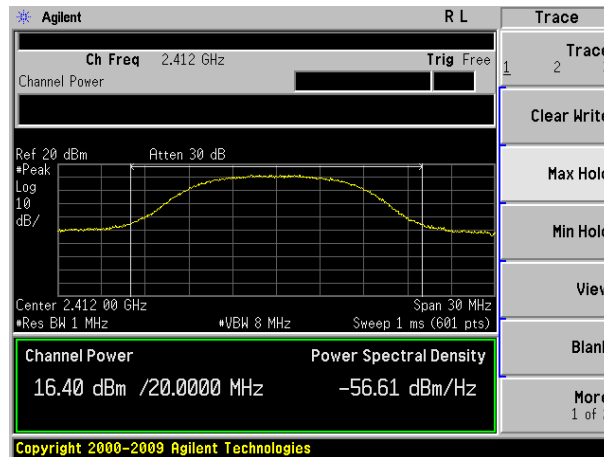 Agilent R L Trace
Ch Freq 2.412 GHz Trig Free
Channel Power
Trace
1 2
Clear Write
Max Hold
Min Hold
View
Blank
More
1 of
Ref 20 dBm Atten 30 dB
#Peak
Log
10
dB/
Center 2.412 00 GHz Span 30 MHz
#Res BW 1 MHz #VBW 8 MHz Sweep 1 ms (601 pts)
Channel Power Power Spectral Density
16.40 dBm /20.0000 MHz -56.61 dBm/Hz
Copyright 2000-2009 Agilent Technologies